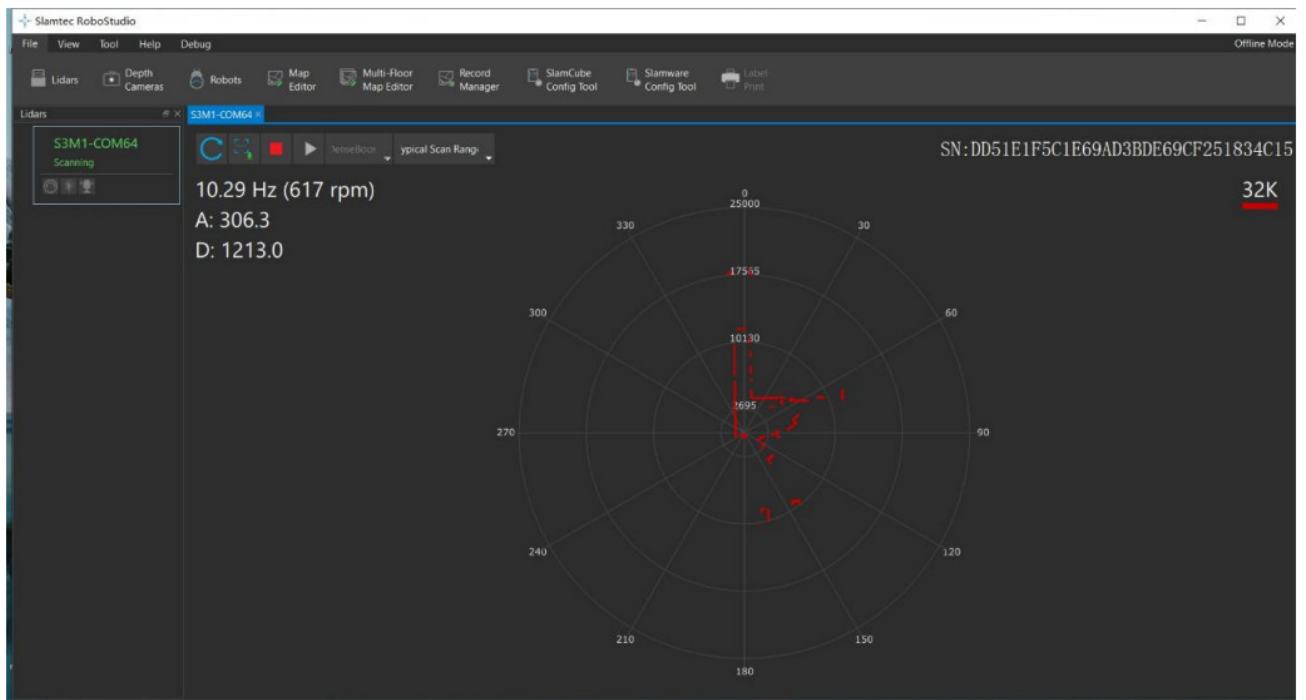 Slamtec RoboStudio
File View Tool Help Debug
Offline Mode
Lidars
Depth Cameras
Robots
Map Editor
Multi-Floor Map Editor
Record Manager
SlamCube Config Tool
Slamware Config Tool
Label Print
Lidars
S3M1-COM64
S3M1-COM64
Scanning
ypical Scan Rang
SN:DD51E1F5C1E69AD3BDE69CF251834C15
10.29 Hz (617 rpm)
A: 306.3
D: 1213.0
32K
0
25000
330
30
17565
300
60
10130
2695
270
90
240
120
210
150
180